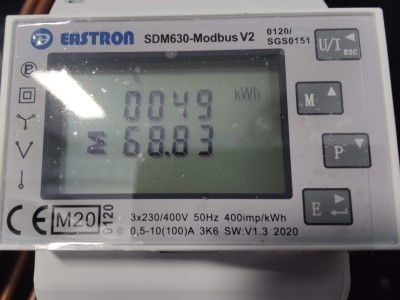 EASTRON SDM630-Modbus V2 0120/
SGS0151
U/I ESC
0049 kWh
Σ 68.83
M
P
E
CE M20 0120
3x230/400V 50Hz 400imp/kWh
0,5-10(100)A 3K6 SW:V1.3 2020